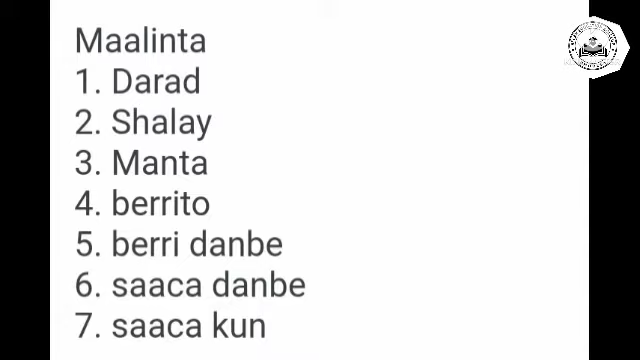 Maalinta
1. Darad
2. Shalay
3. Manta
4. berrito
5. berri danbe
6. saaca danbe
7. saaca kun